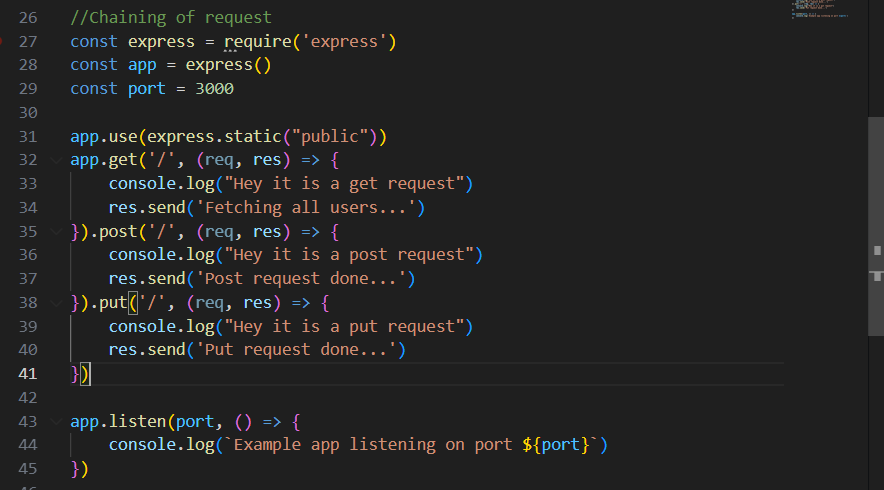 26 //Chaining of request
27 const express = require('express')
28 const app = express()
29 const port = 3000
30
31 app.use(express.static("public"))
32 app.get('/', (req, res) => {
33     console.log("Hey it is a get request")
34     res.send('Fetching all users...')
35 }).post('/', (req, res) => {
36     console.log("Hey it is a post request")
37     res.send('Post request done...')
38 }).put('/', (req, res) => {
39     console.log("Hey it is a put request")
40     res.send('Put request done...')
41 })
42
43 app.listen(port, () => {
44     console.log(`Example app listening on port ${port}`)
45 })